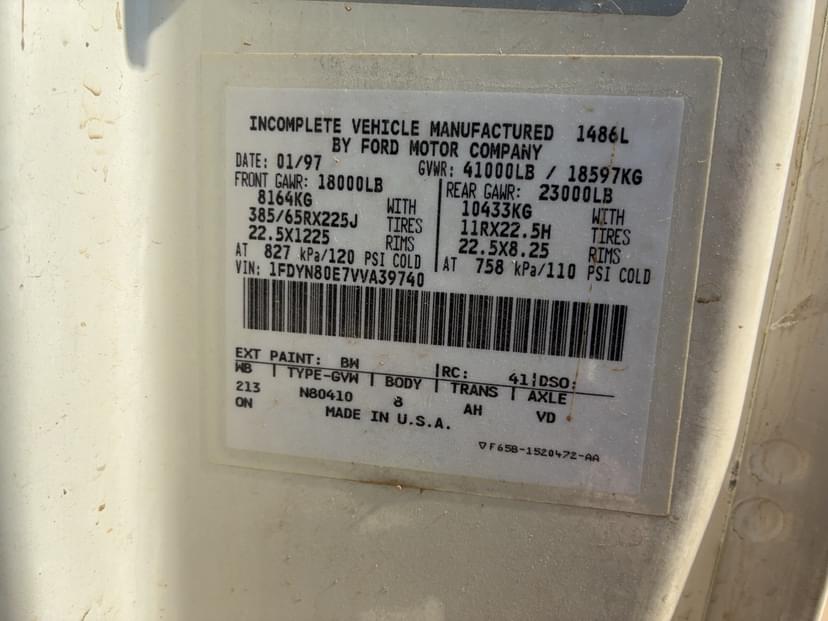 INCOMPLETE VEHICLE MANUFACTURED 1486L
BY FORD MOTOR COMPANY
DATE: 01/97 GVWR: 41000LB / 18597KG
FRONT GAWR: 18000LB REAR GAWR: 23000LB
8164KG WITH 10433KG WITH
385/65RX225J TIRES 11RX22.5H TIRES
22.5X1225 RIMS 22.5X8.25 RIMS
AT 827 kPa/120 PSI COLD AT 758 kPa/110 PSI COLD
VIN: 1FDYN80E7VVA39740
EXT PAINT: BW |RC: 41|DSO:
WB | TYPE-GVW | BODY | TRANS | AXLE
213 N80410 8 AH VD
ON MADE IN U.S.A.
▽F65B-1520472-AA